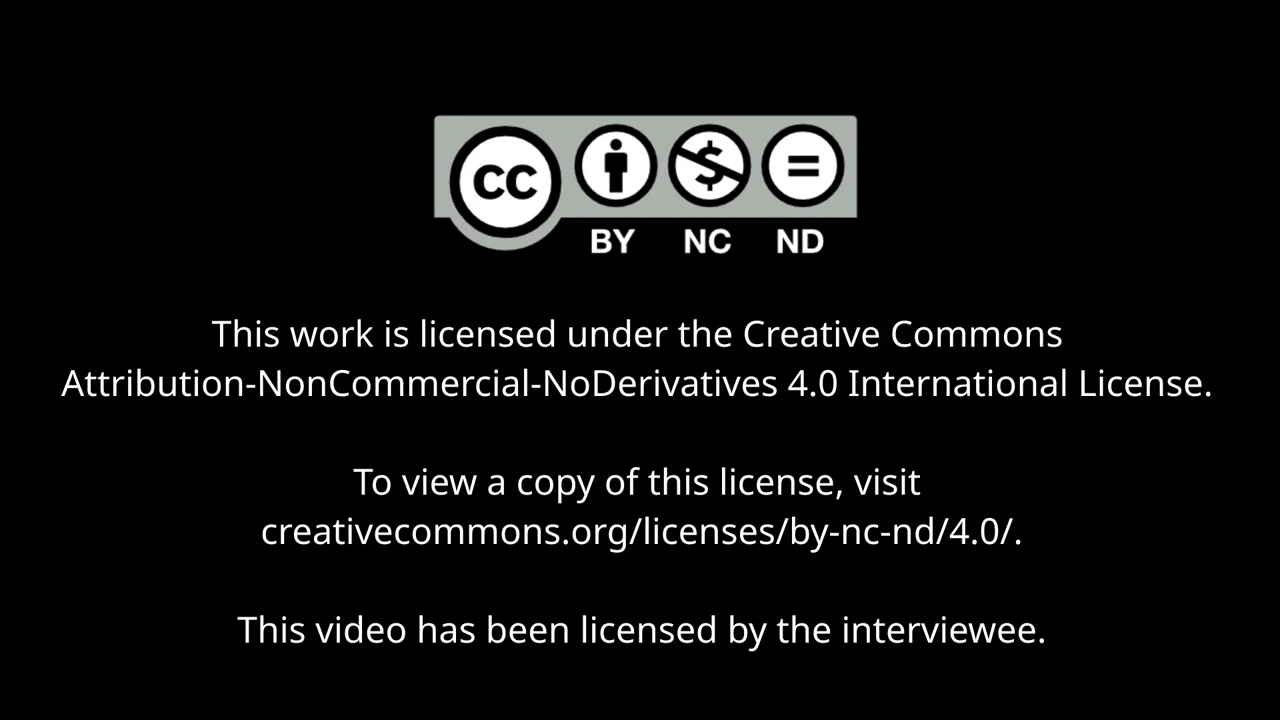 CC
BY NC ND
This work is licensed under the Creative Commons
Attribution-NonCommercial-NoDerivatives 4.0 International License.
To view a copy of this license, visit
creativecommons.org/licenses/by-nc-nd/4.0/.
This video has been licensed by the interviewee.